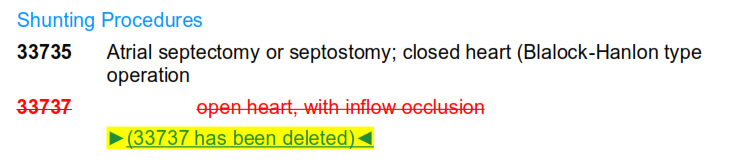 Shunting Procedures
33735 Atrial septectomy or septostomy; closed heart (Blalock-Hanlon type
operation
33737 open heart, with inflow occlusion
►(33737 has been deleted)◄